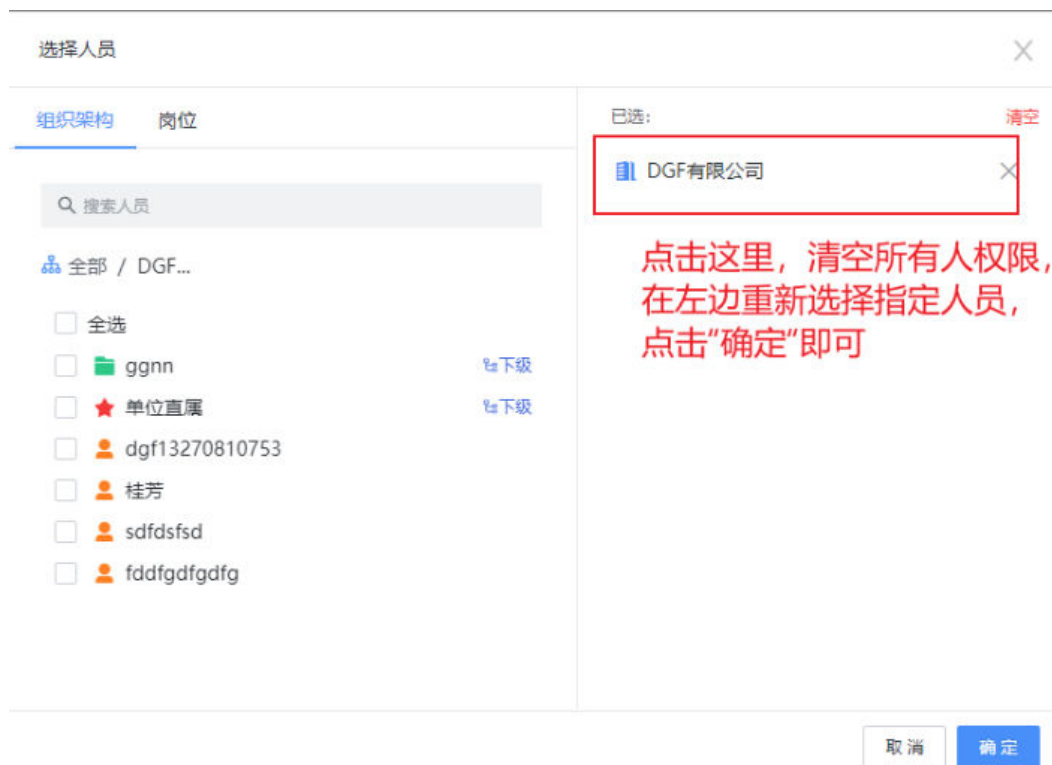 选择人员
组织架构 岗位
搜索人员
全部 / DGF...
全选
ggnn 下级
单位直属 下级
dgf13270810753
桂芳
sdfdsfsd
fddfgdfgdfg
已选: 清空
DGF有限公司
点击这里，清空所有人权限，
在左边重新选择指定人员，
点击“确定”即可
取消 确定